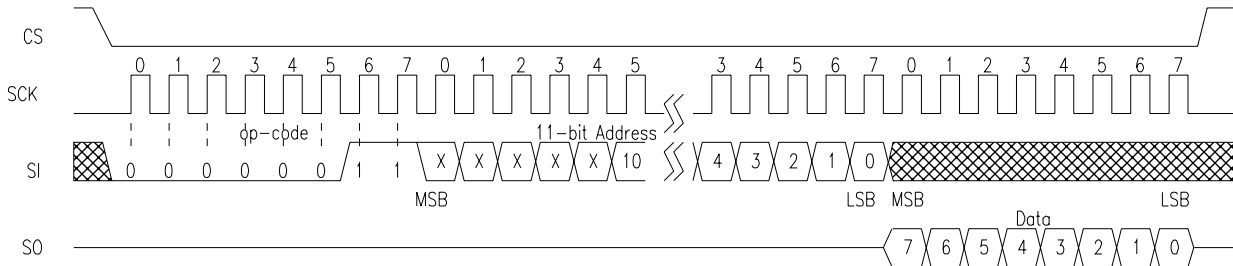 CS
0 1 2 3 4 5 6 7 0 1 2 3 4 5 3 4 5 6 7 0 1 2 3 4 5 6 7
SCK
op-code 11-bit Address
SI 0 0 0 0 0 0 1 1 X X X X X 10 4 3 2 1 0
MSB LSB MSB LSB
Data
SO 7 6 5 4 3 2 1 0